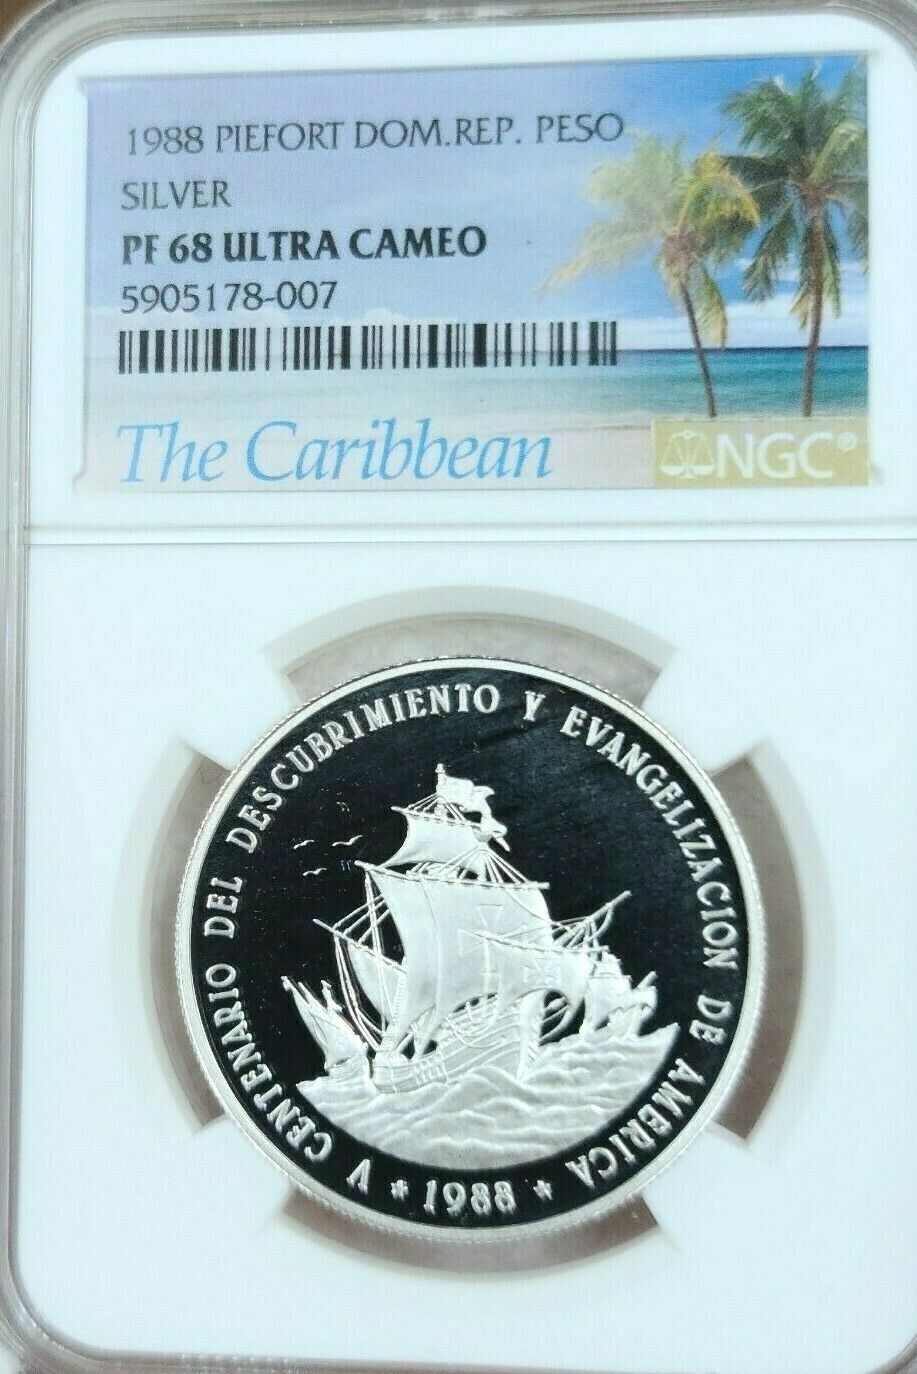 1988 PIEFORT DOM.REP. PESO
SILVER
PF 68 ULTRA CAMEO
5905178-007
The Caribbean
NGC®
V CENTENARIO DEL DESCUBRIMIENTO Y EVANGELIZACION DE AMERICA
* 1988 *